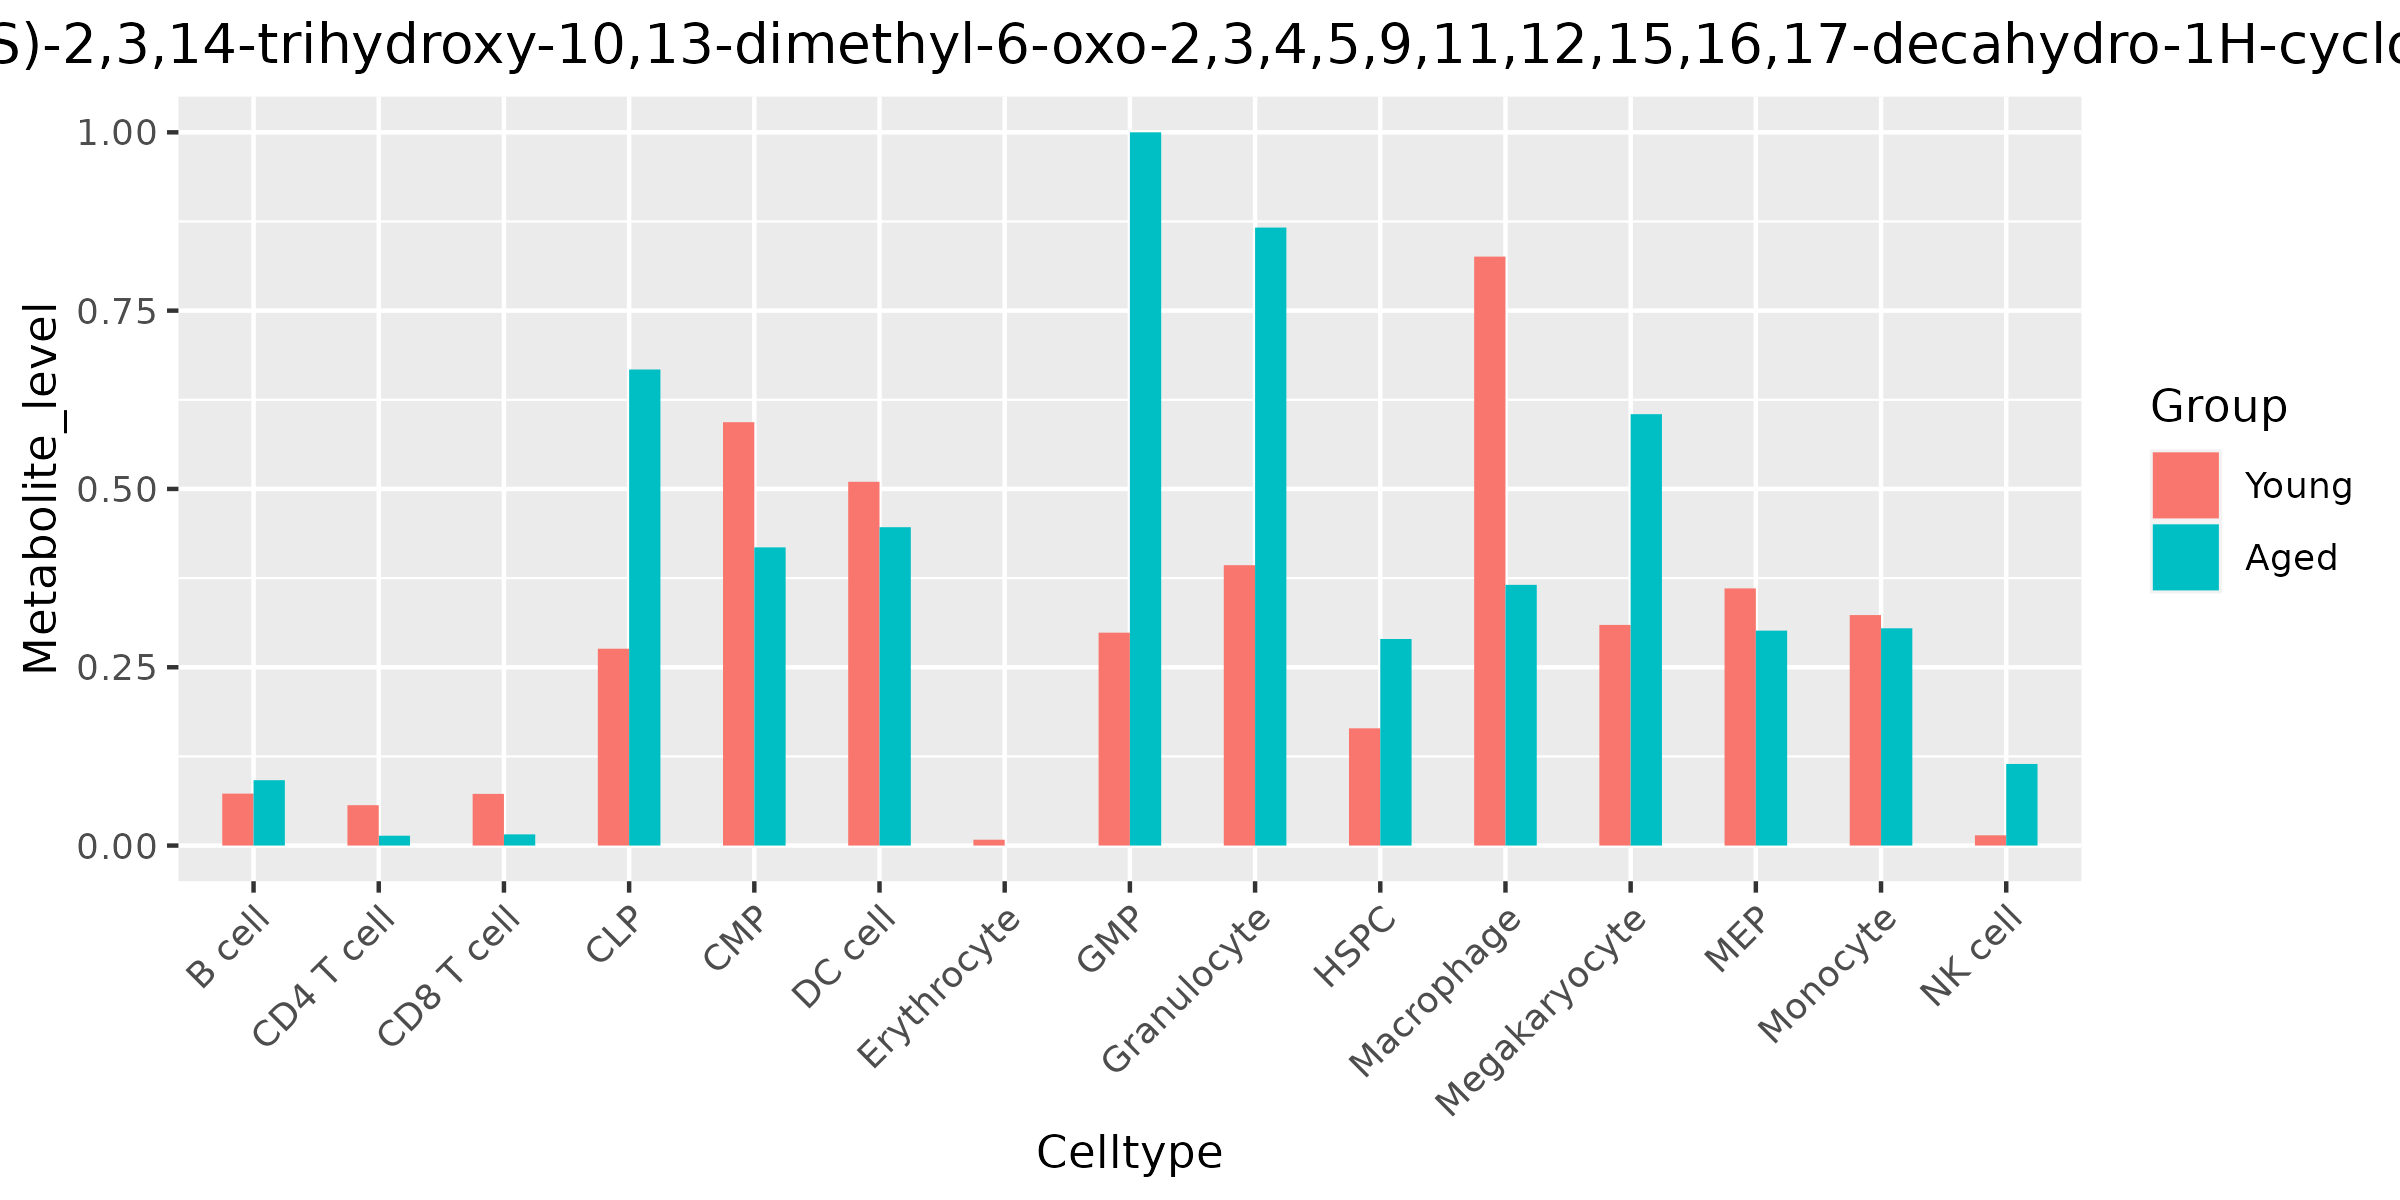 S)-2,3,14-trihydroxy-10,13-dimethyl-6-oxo-2,3,4,5,9,11,12,15,16,17-decahydro-1H-cyclo
Metabolite_level
1.00
0.75
0.50
0.25
0.00
B cell
CD4 T cell
CD8 T cell
CLP
CMP
DC cell
Erythrocyte
GMP
Granulocyte
HSPC
Macrophage
Megakaryocyte
MEP
Monocyte
NK cell
Celltype
Group
Young
Aged